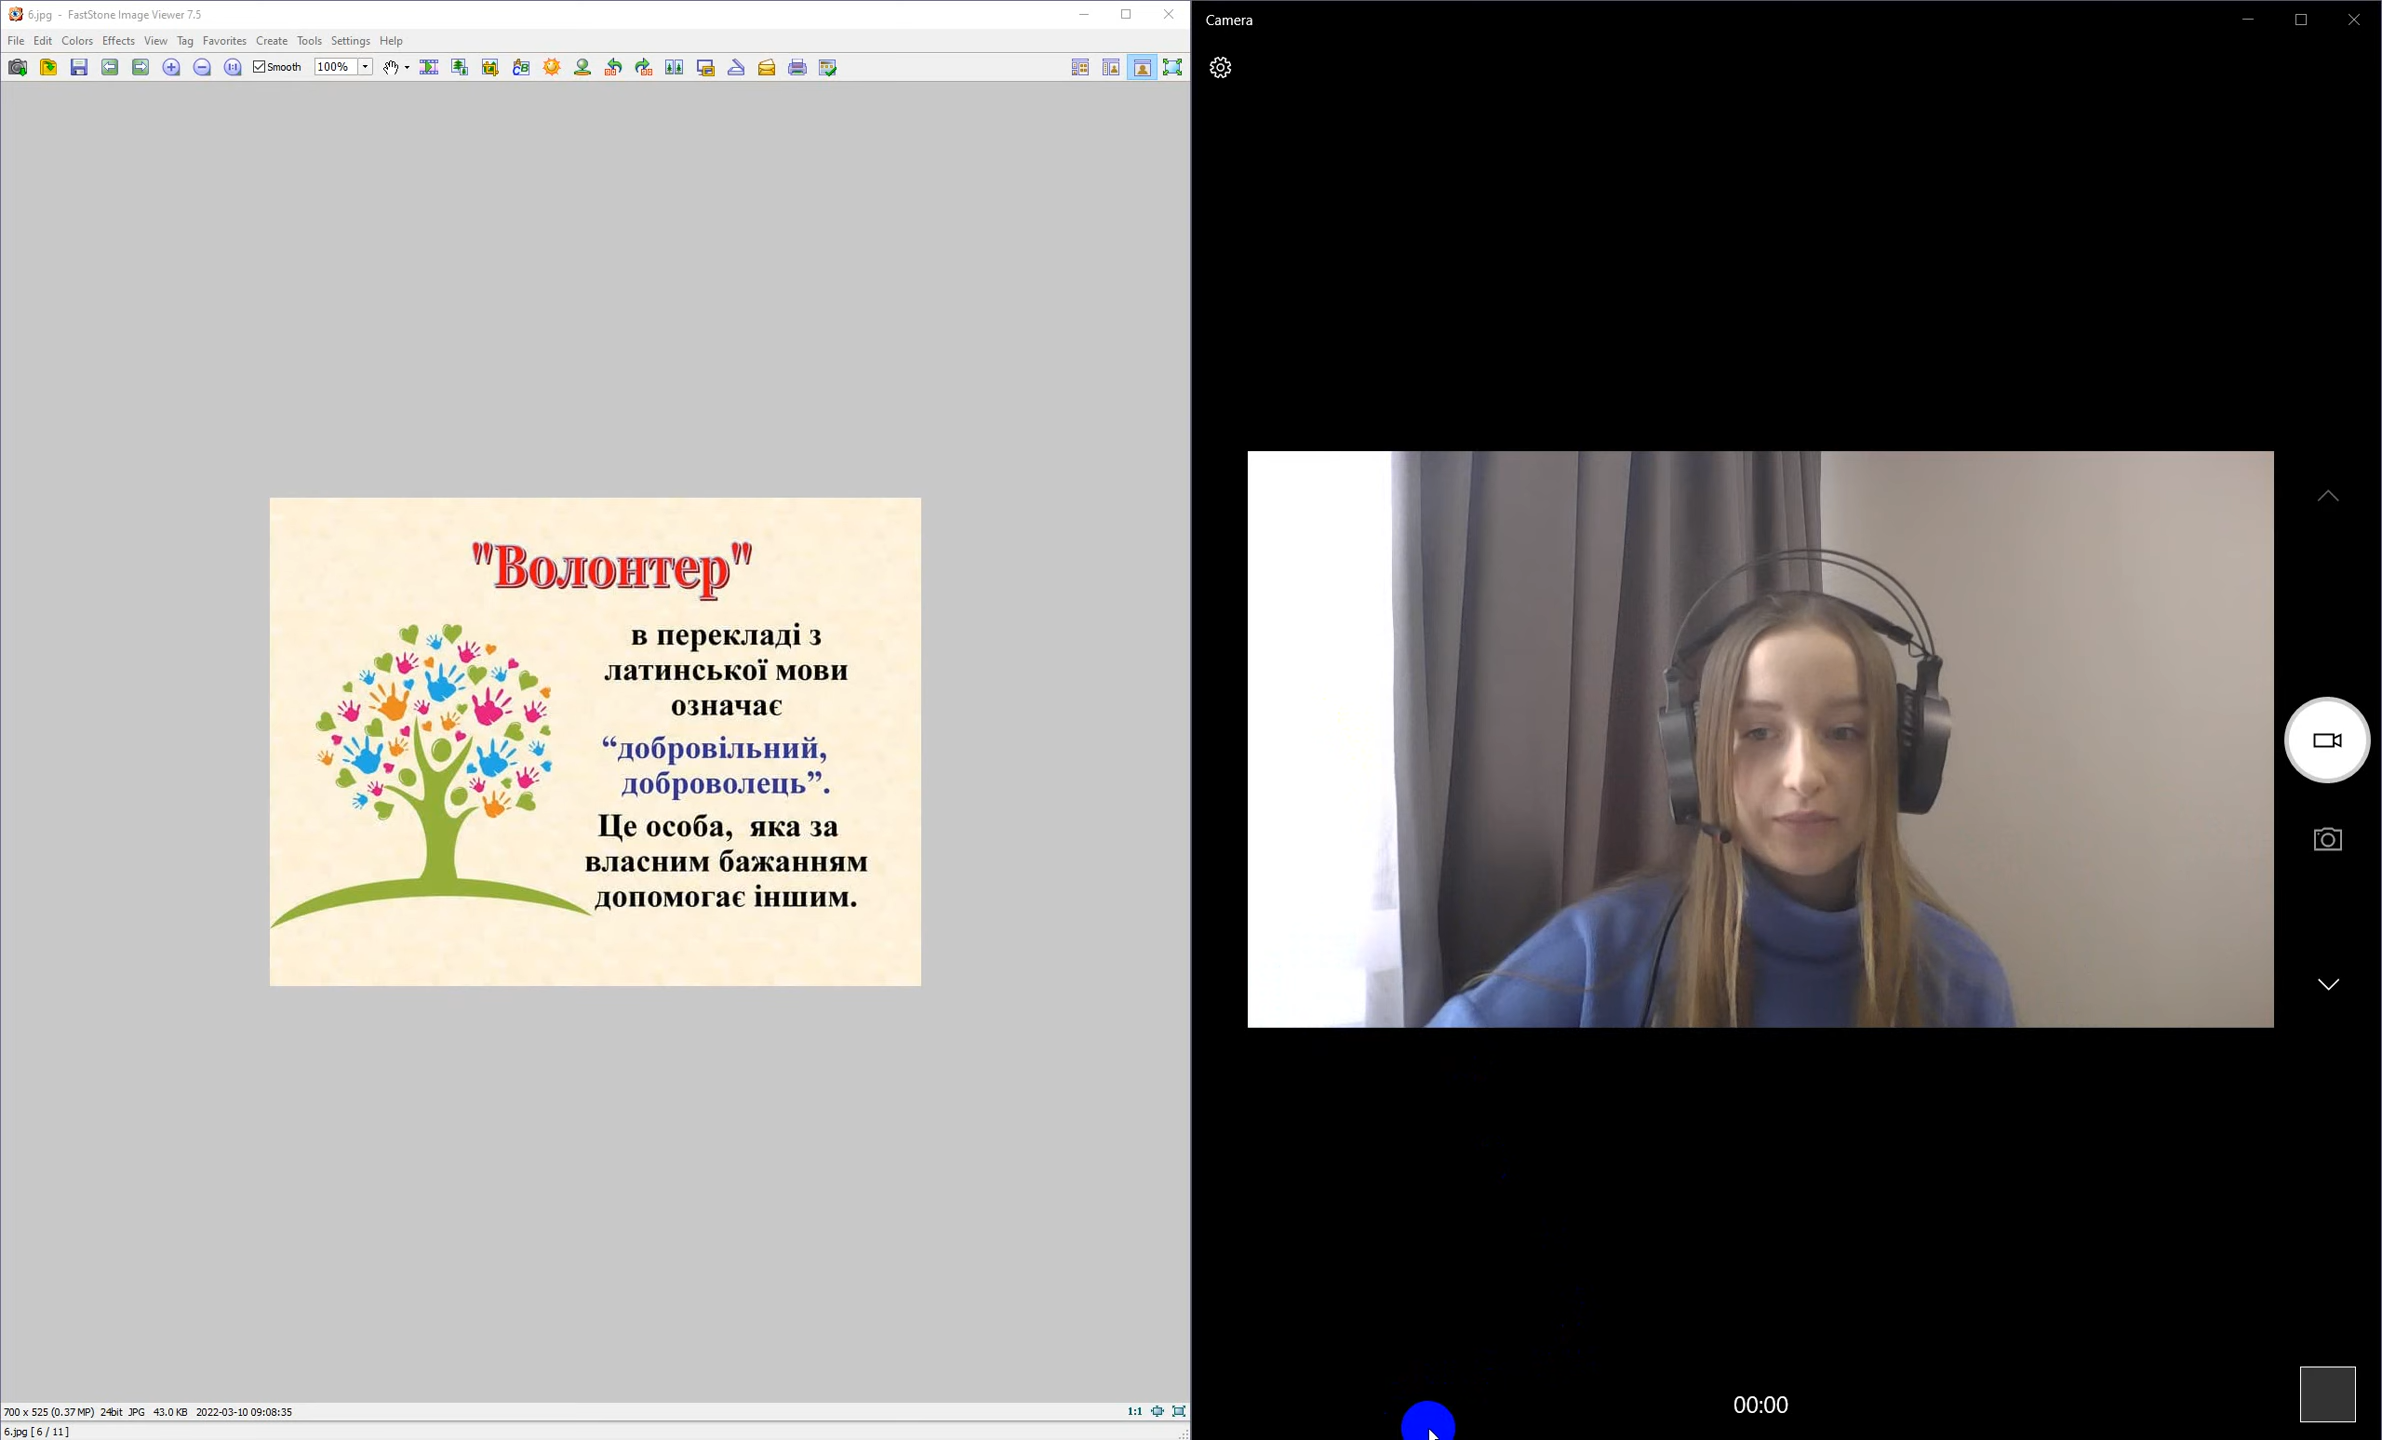 6.jpg - FastStone Image Viewer 7.5
File Edit Colors Effects View Tag Favorites Create Tools Settings Help
Smooth 100%
"Волонтер"
в перекладі з
латинської мови
означає
“добровільний,
доброволець”.
Це особа, яка за
власним бажанням
допомогає іншим.
700 x 525 (0.37 MP) 24bit JPG 43.0 KB 2022-03-10 09:08:35
1:1
6.jpg [ 6 / 11 ]
Camera
00:00